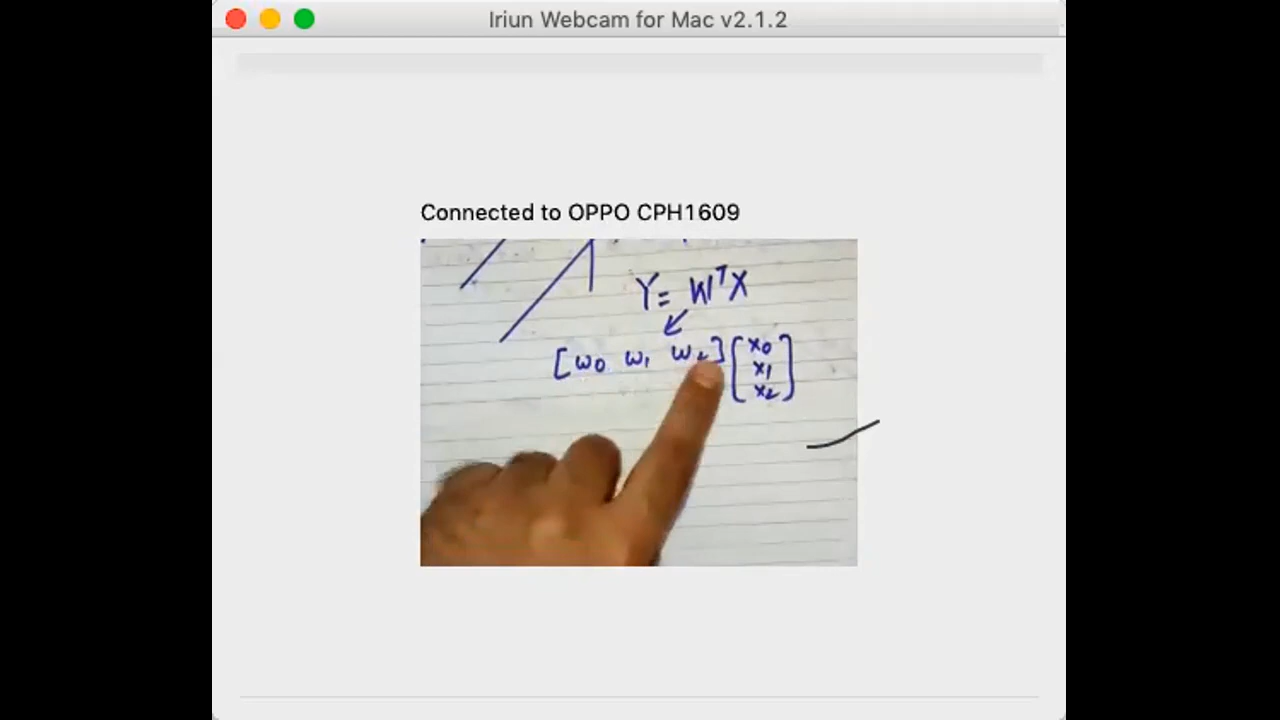 Iriun Webcam for Mac v2.1.2
Connected to OPPO CPH1609
Y = WᵀX
[w₀ w₁ w₂] [x₀
x₁
x₂]